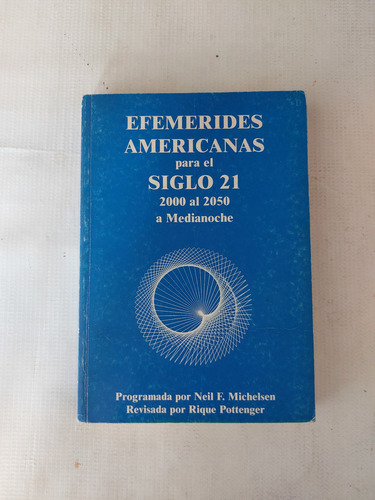 EFEMERIDES
AMERICANAS
para el
SIGLO 21
2000 al 2050
a Medianoche
Programada por Neil F. Michelsen
Revisada por Rique Pottenger